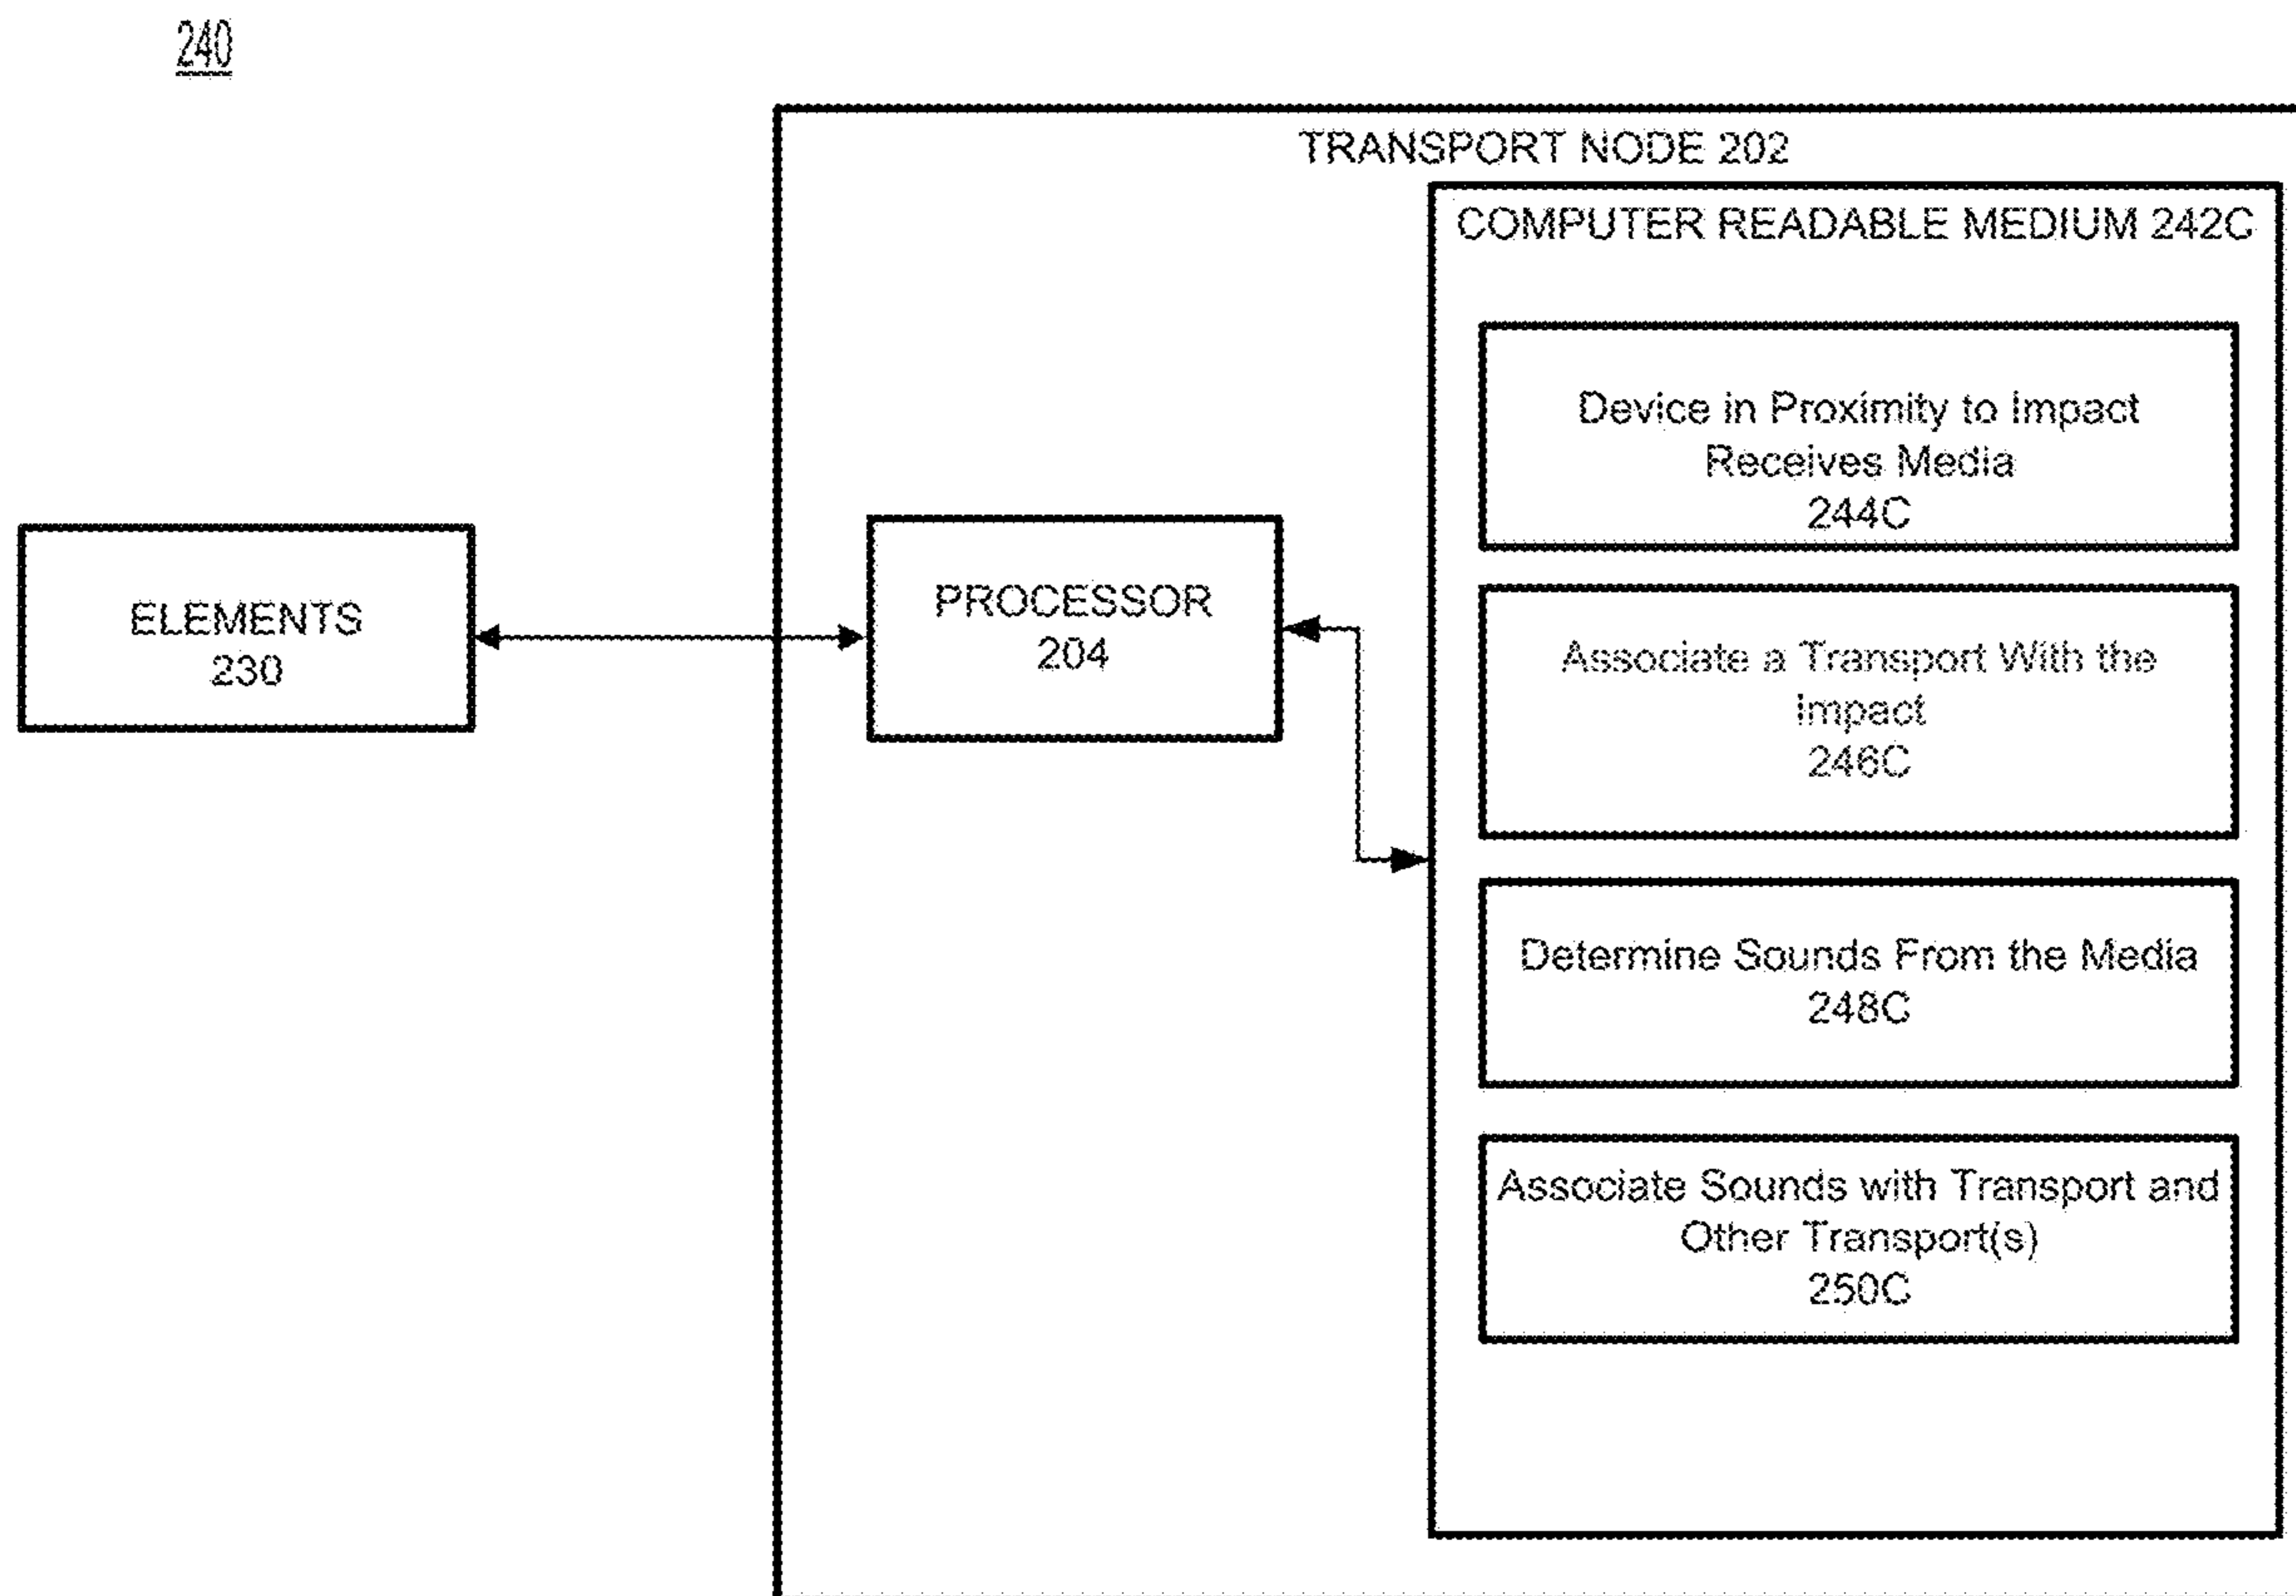 240
TRANSPORT NODE 202
COMPUTER READABLE MEDIUM 242C
Device in Proximity to Impact
Receives Media
244C
ELEMENTS
230
PROCESSOR
204
Associate a Transport With the
Impact
246C
Determine Sounds From the Media
248C
Associate Sounds with Transport and
Other Transport(s)
250C